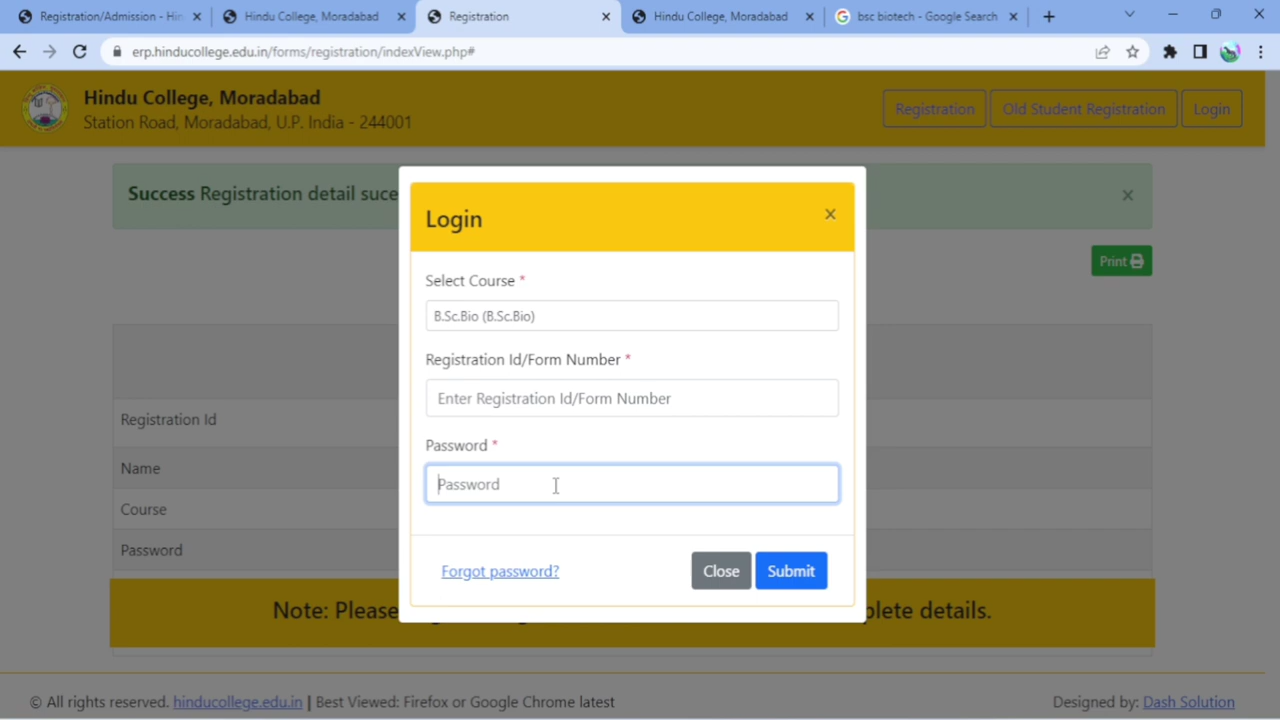 Registration/Admission - Hin
Hindu College, Moradabad
Registration
Hindu College, Moradabad
bsc biotech - Google Search
erp.hinducollege.edu.in/forms/registration/indexView.php#
Hindu College, Moradabad
Station Road, Moradabad, U.P. India - 244001
Registration
Old Student Registration
Login
Success Registration detail suce
Print
Login
Select Course *
B.Sc.Bio (B.Sc.Bio)
Registration Id/Form Number *
Enter Registration Id/Form Number
Password *
Password
Forgot password?
Close
Submit
Registration Id
Name
Course
Password
Note: Please plete details.
© All rights reserved. hinducollege.edu.in | Best Viewed: Firefox or Google Chrome latest
Designed by: Dash Solution